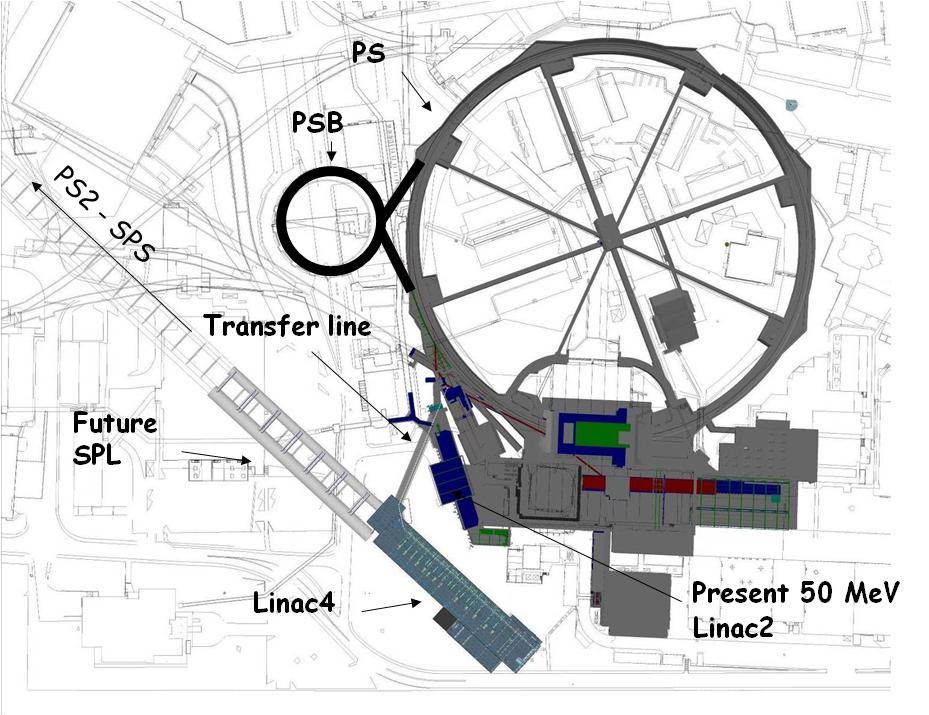 PS
PSB
PS2 - SPS
Transfer line
Future
SPL
Linac4
Present 50 MeV
Linac2